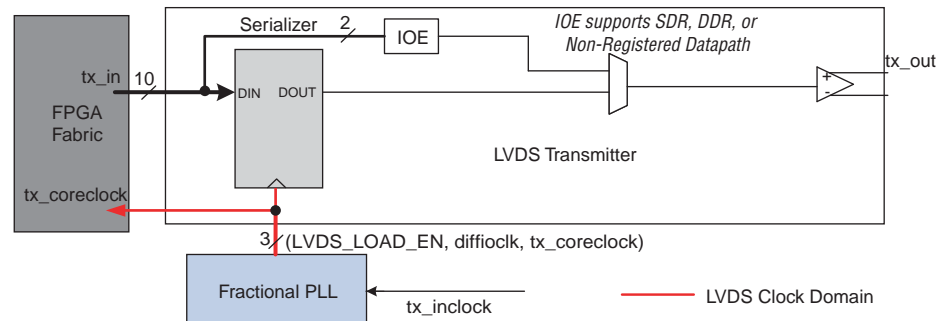 Serializer
2
IOE
IOE supports SDR, DDR, or
Non-Registered Datapath
tx_out
tx_in
10
DIN
DOUT
+
-
FPGA
Fabric
LVDS Transmitter
tx_coreclock
3
(LVDS_LOAD_EN, diffioclk, tx_coreclock)
Fractional PLL
tx_inclock
LVDS Clock Domain